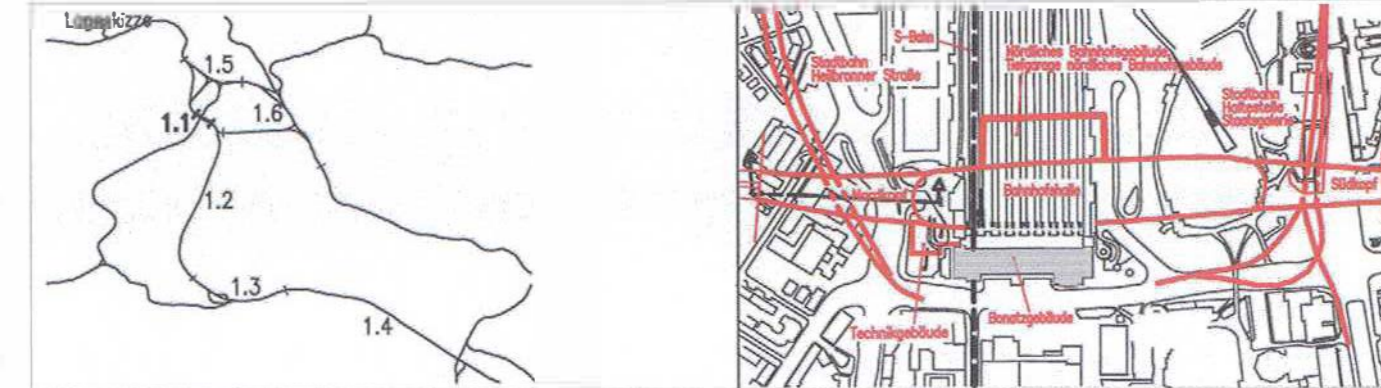 Lageskizze
1.5
1.6
1.1
1.2
1.3
1.4
S-Bahn
Stadtbahn
Heilbronner Straße
Nördliches Bahnhofsgebäude
Tiefgarage nördliches Bahnhofsgebäude
Stadtbahn
Haltestelle
Staatsgalerie
Nordkopf
Bahnhofshalle
Südkopf
Technikgebäude
Bonatzgebäude